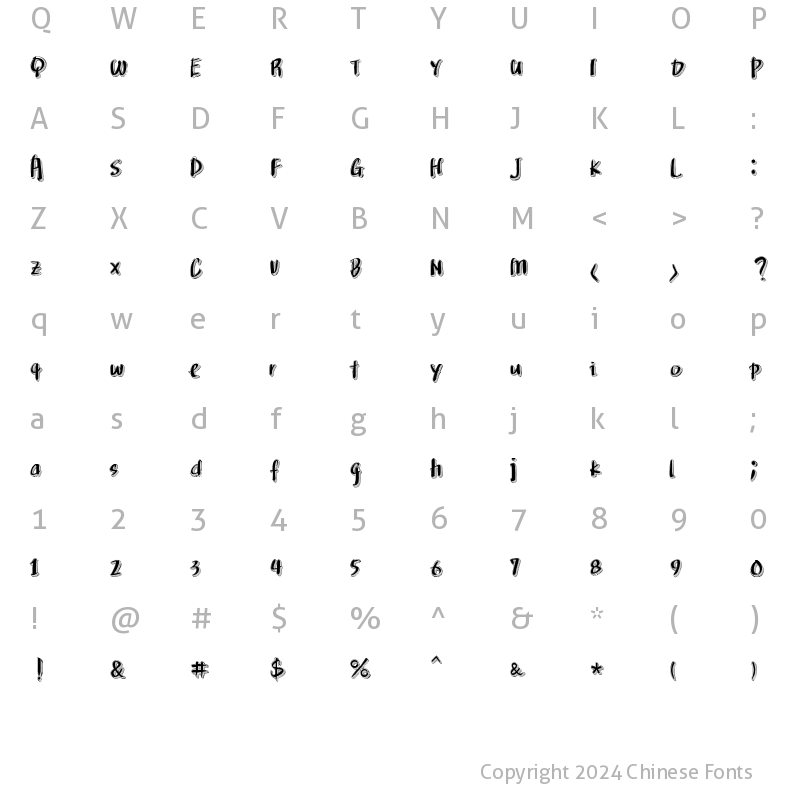 Q W E R T Y U I O P
Q W E R T Y U I D P
A S D F G H J K L :
A S D F G H J K L :
Z X C V B N M < > ?
Z X C V B N M < > ?
q w e r t y u i o p
q w e r t y u i o p
a s d f g h j k l ;
a s d f g h j k l ;
1 2 3 4 5 6 7 8 9 0
1 2 3 4 5 6 7 8 9 0
! @ # $ % ^ & * ( )
! & # $ % ^ & * ( )
Copyright 2024 Chinese Fonts